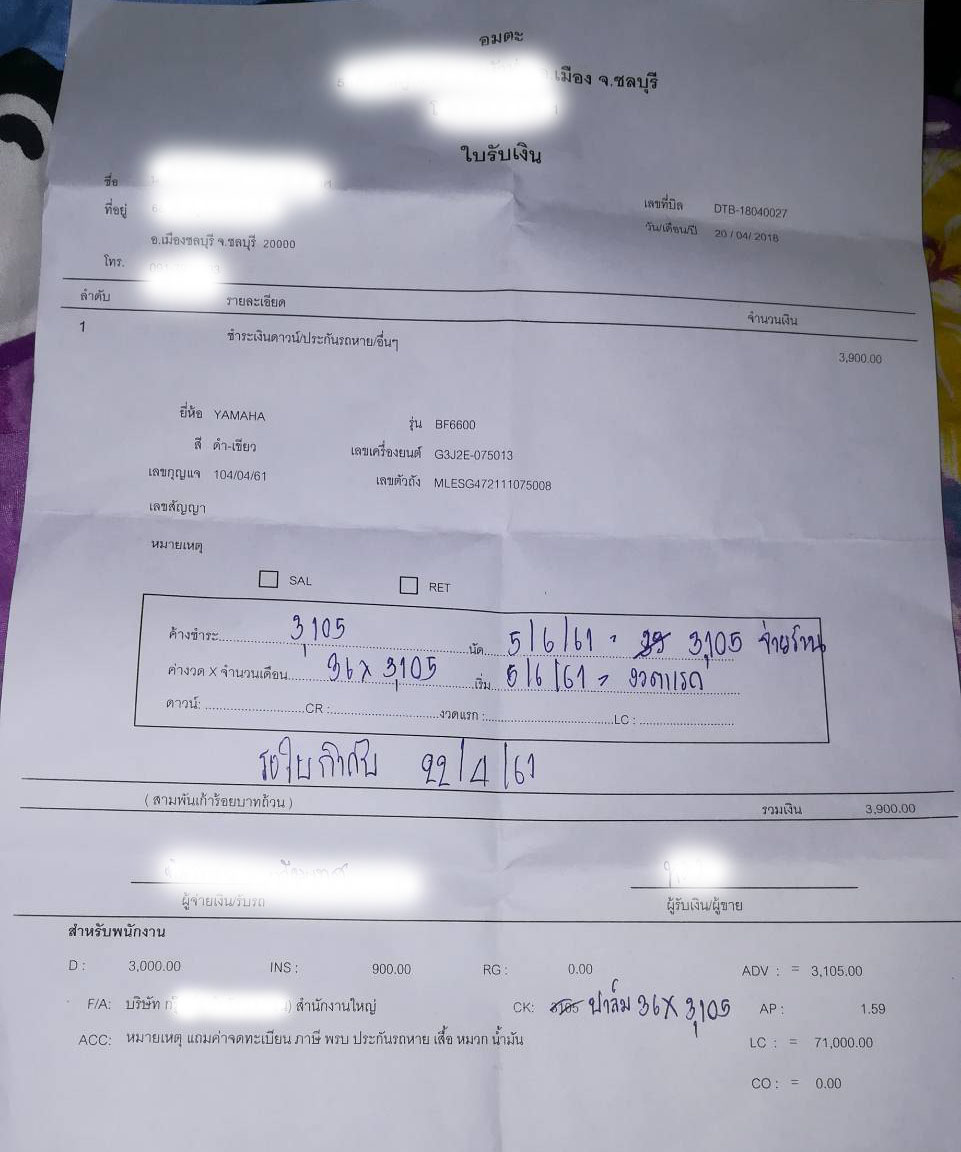 อมตะ
อ.เมือง จ.ชลบุรี
ใบรับเงิน
ชื่อ
ที่อยู่
เลขที่บิล DTB-18040027
วัน/เดือน/ปี 20 / 04 / 2018
อ.เมืองชลบุรี จ.ชลบุรี 20000
โทร.
ลำดับ รายละเอียด จำนวนเงิน
1 ชำระเงินดาวน์/ประกันรถหาย/อื่นๆ 3,900.00
ยี่ห้อ YAMAHA รุ่น BF6600
สี ดำ-เขียว เลขเครื่องยนต์ G3J2E-075013
เลขกุญแจ 104/04/61 เลขตัวถัง MLESG472111075008
เลขสัญญา
หมายเหตุ
SAL RET
ค้างชำระ 3,105 นัด 5/6/61 3,105 จ่ายร้าน
ค่างวด X จำนวนเดือน 36 x 3,105 เริ่ม 5/6/61 = งวดแรก
ดาวน์: CR : งวดแรก : LC :
รอใบกำกับ 22/4/61
( สามพันเก้าร้อยบาทถ้วน ) รวมเงิน 3,900.00
ผู้จ่ายเงิน/รับรถ ผู้รับเงิน/ผู้ขาย
สำหรับพนักงาน
D : 3,000.00 INS : 900.00 RG : 0.00 ADV : = 3,105.00
F/A: บริษัท สำนักงานใหญ่ CK: ปาล์ม 36 X 3,105 AP : 1.59
ACC: หมายเหตุ แถมค่าจดทะเบียน ภาษี พรบ ประกันรถหาย เสื้อ หมวก น้ำมัน LC : = 71,000.00
CO : = 0.00